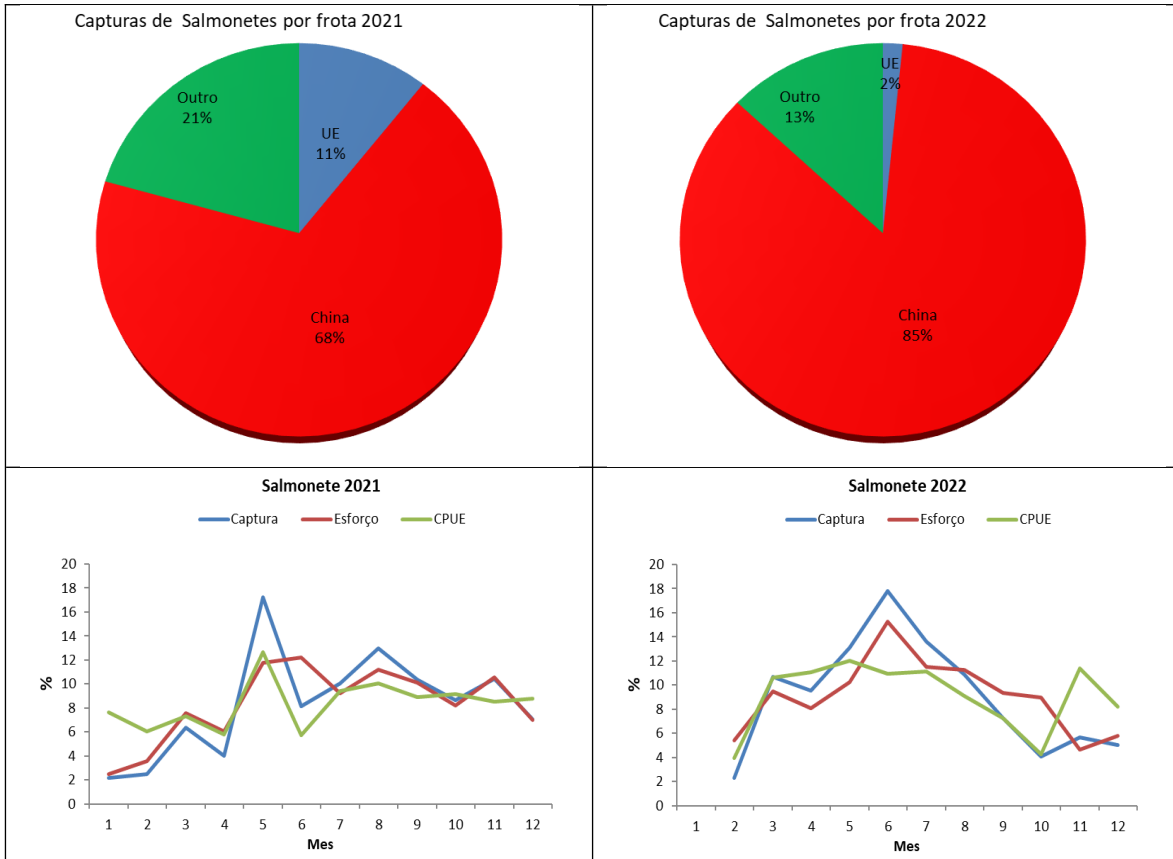 Capturas de  Salmonetes por frota 2021
Outro
21%
UE
11%
China
68%
Capturas de  Salmonetes por frota 2022
UE
2%
Outro
13%
China
85%
Salmonete 2021
Captura Esforço CPUE
%
20
18
16
14
12
10
8
6
4
2
0
1 2 3 4 5 6 7 8 9 10 11 12
Mes
Salmonete 2022
Captura Esforço CPUE
%
20
18
16
14
12
10
8
6
4
2
0
1 2 3 4 5 6 7 8 9 10 11 12
Mes